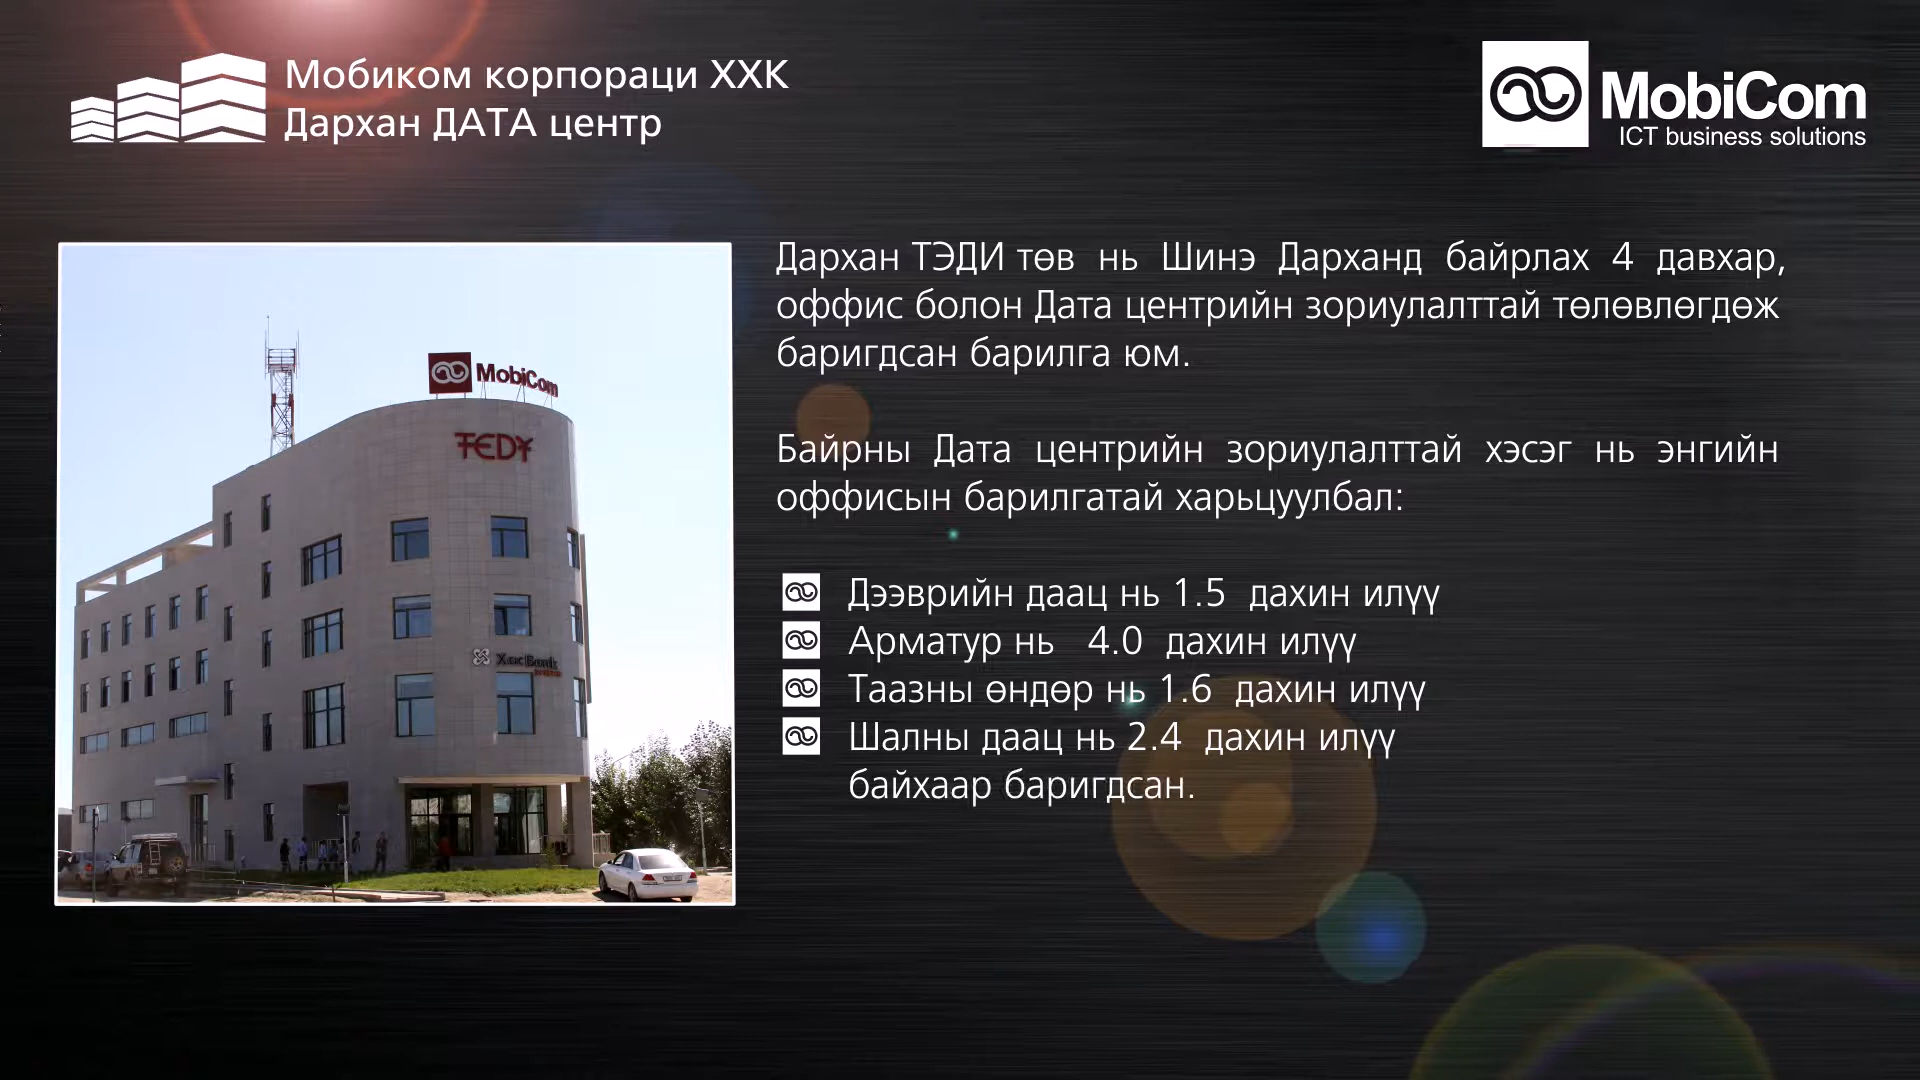 Мобиком корпораци ХХК
Дархан ДАТА центр
MobiCom
ICT business solutions
Дархан ТЭДИ төв нь Шинэ Дарханд байрлах 4 давхар,
оффис болон Дата центрийн зориулалттай төлөвлөгдөж
баригдсан барилга юм.
Байрны Дата центрийн зориулалттай хэсэг нь энгийн
оффисын барилгатай харьцуулбал:
Дээврийн даац нь 1.5 дахин илүү
Арматур нь 4.0 дахин илүү
Таазны өндөр нь 1.6 дахин илүү
Шалны даац нь 2.4 дахин илүү
байхаар баригдсан.
MobiCom
TEDY
XacBank